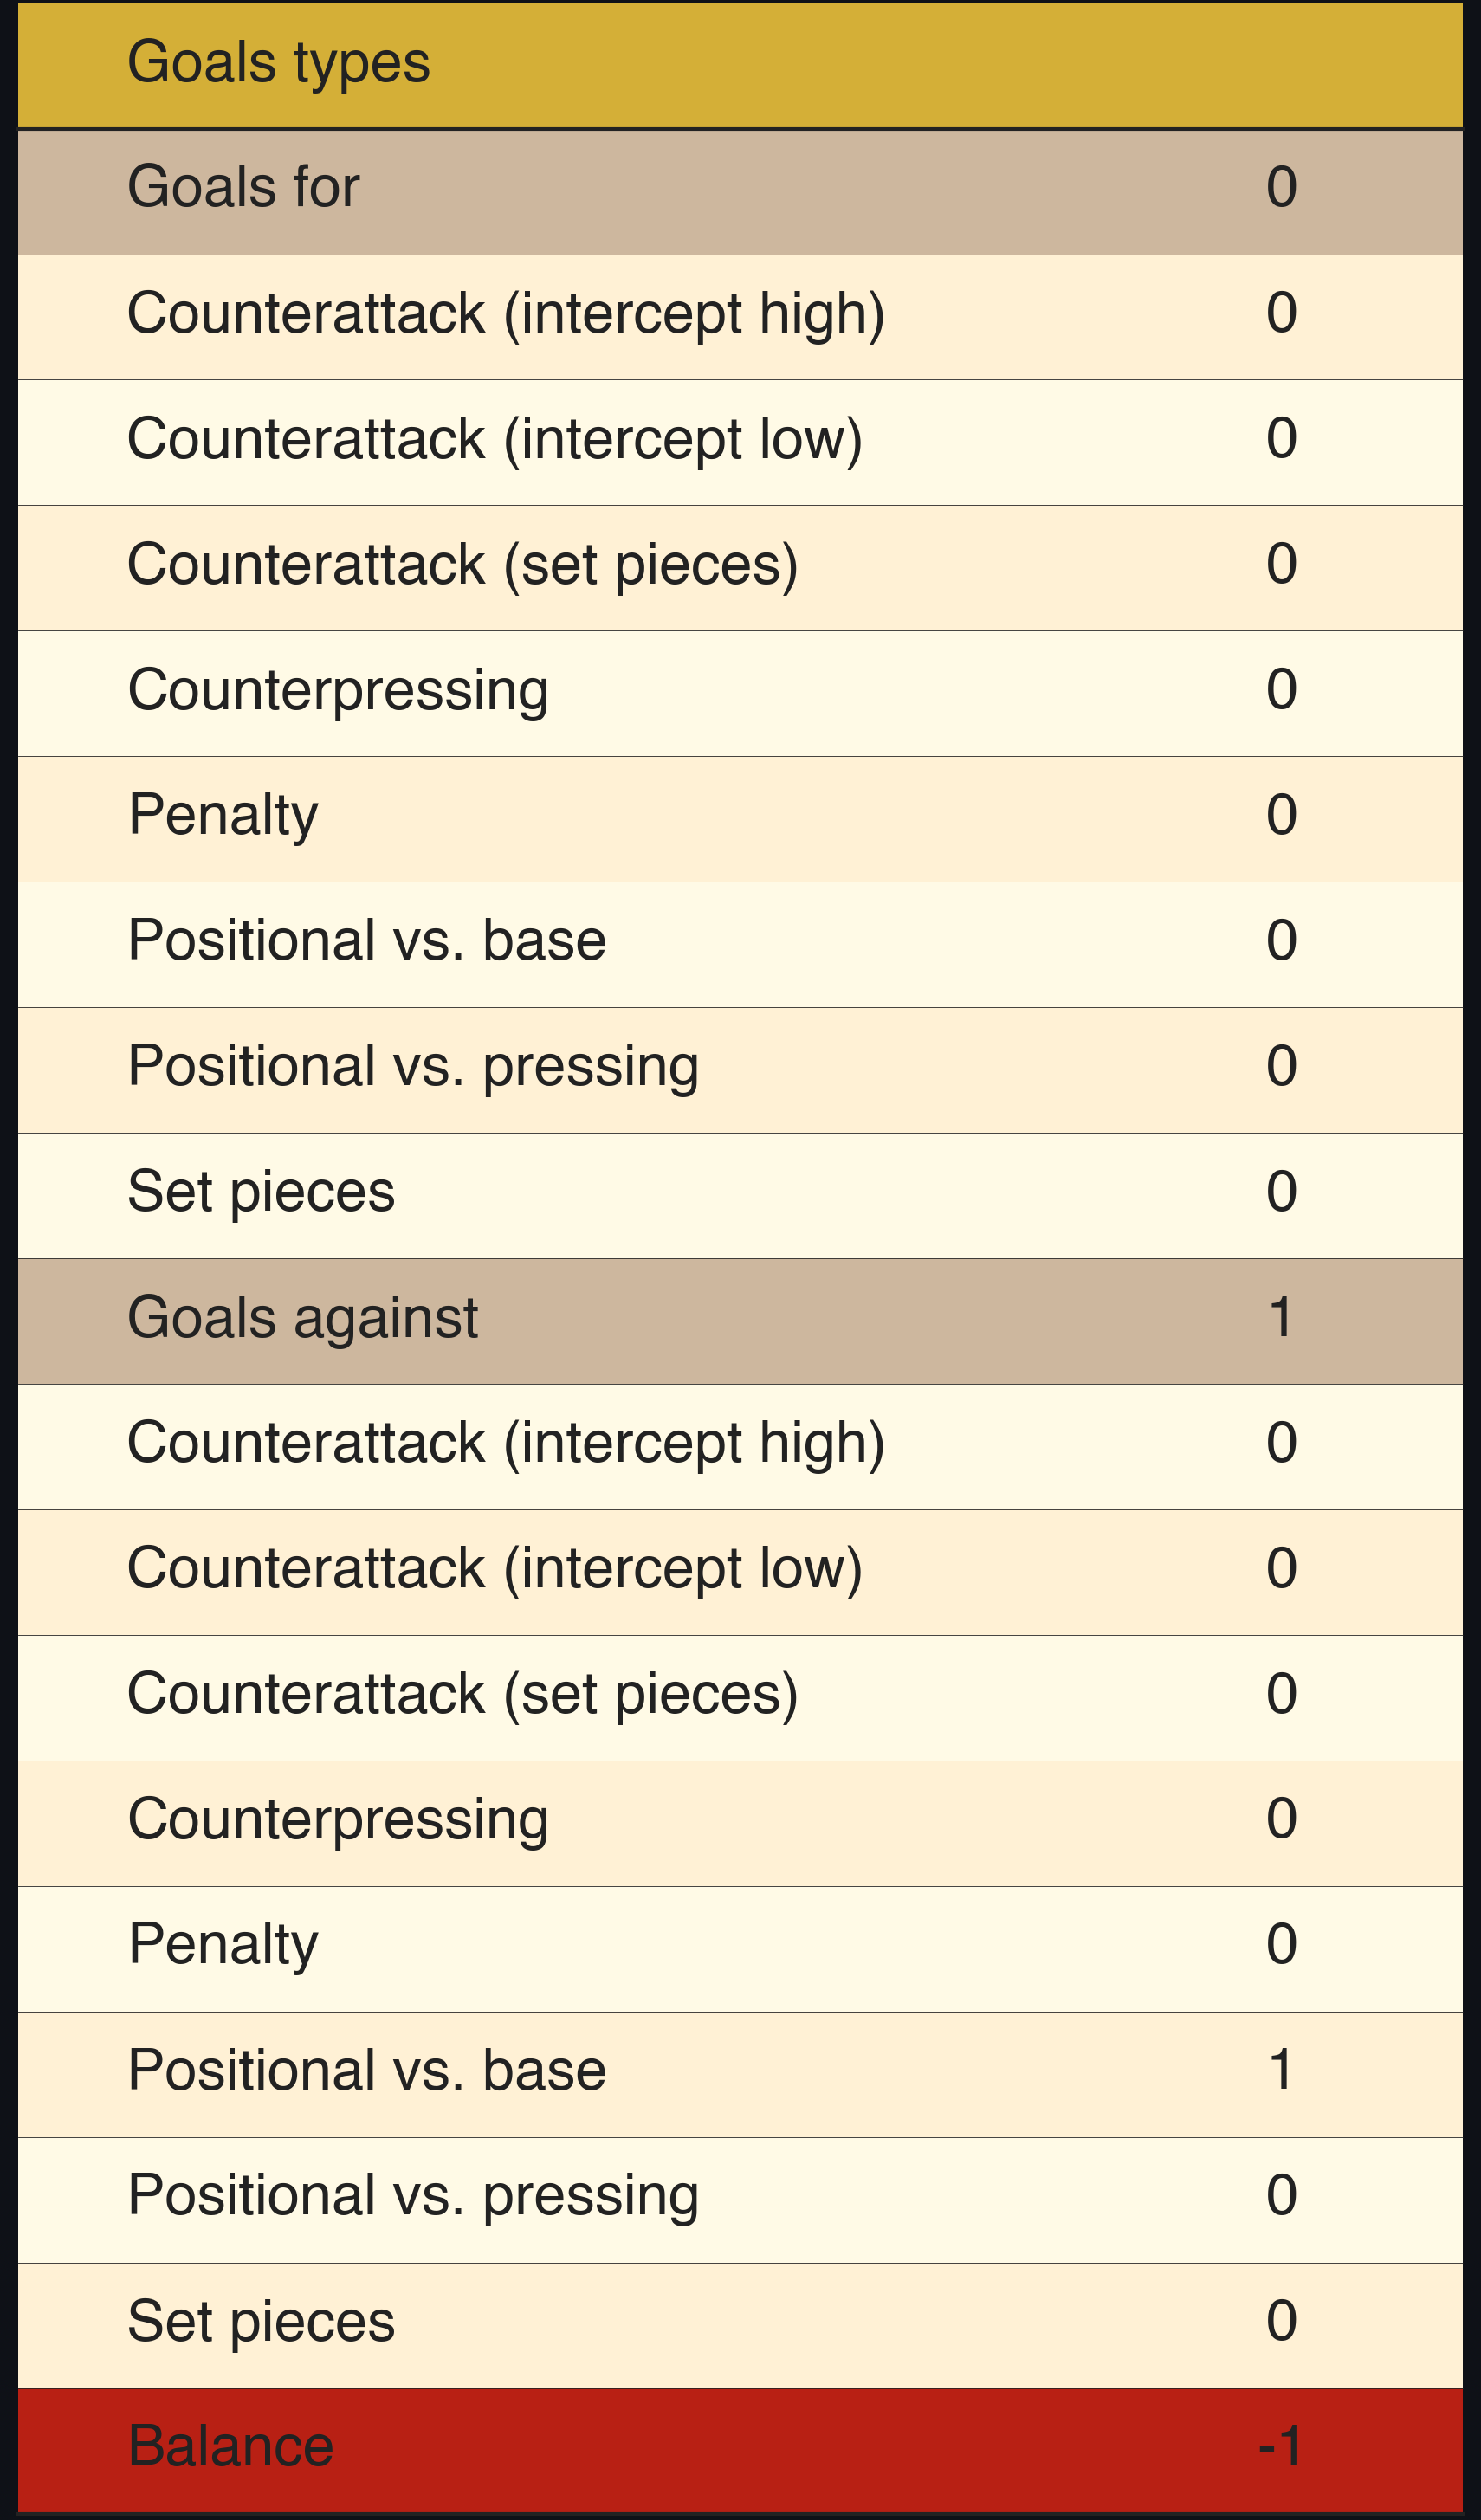 Goals types
Goals for 0
Counterattack (intercept high) 0
Counterattack (intercept low) 0
Counterattack (set pieces) 0
Counterpressing 0
Penalty 0
Positional vs. base 0
Positional vs. pressing 0
Set pieces 0
Goals against 1
Counterattack (intercept high) 0
Counterattack (intercept low) 0
Counterattack (set pieces) 0
Counterpressing 0
Penalty 0
Positional vs. base 1
Positional vs. pressing 0
Set pieces 0
Balance -1